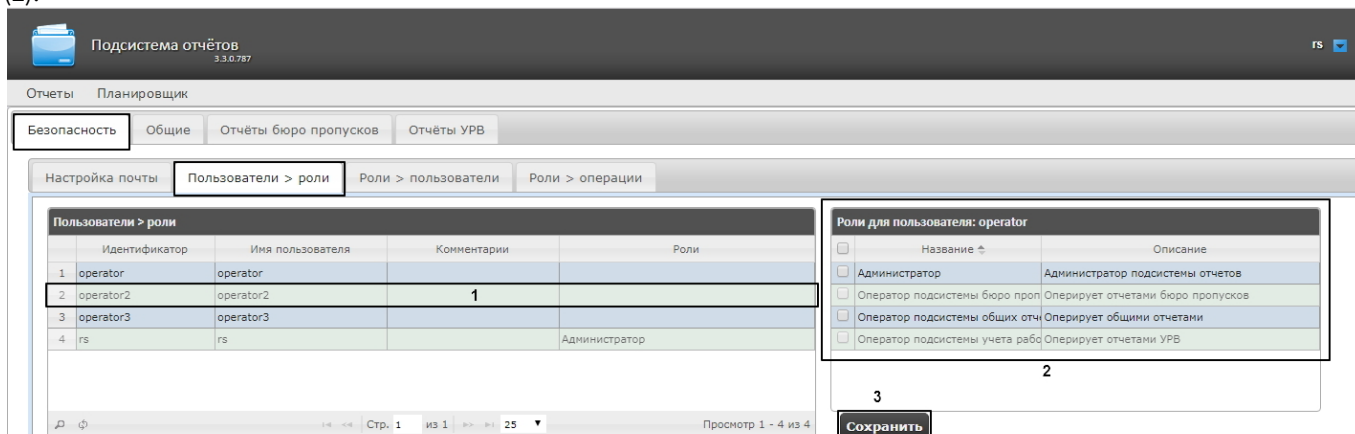 (2).
Подсистема отчётов
3.3.0.787
rs
Отчеты Планировщик
Безопасность Общие Отчёты бюро пропусков Отчёты УРВ
Настройка почты Пользователи > роли Роли > пользователи Роли > операции
Пользователи > роли
Идентификатор Имя пользователя Комментарии Роли
1 operator operator
2 operator2 operator2 1
3 operator3 operator3
4 rs rs Администратор
Стр. 1 из 1 25 Просмотр 1 - 4 из 4
Роли для пользователя: operator
Название Описание
Администратор Администратор подсистемы отчетов
Оператор подсистемы бюро проп Оперирует отчетами бюро пропусков
Оператор подсистемы общих отч Оперирует общими отчетами
Оператор подсистемы учета рабо Оперирует отчетами УРВ
2
3
Сохранить